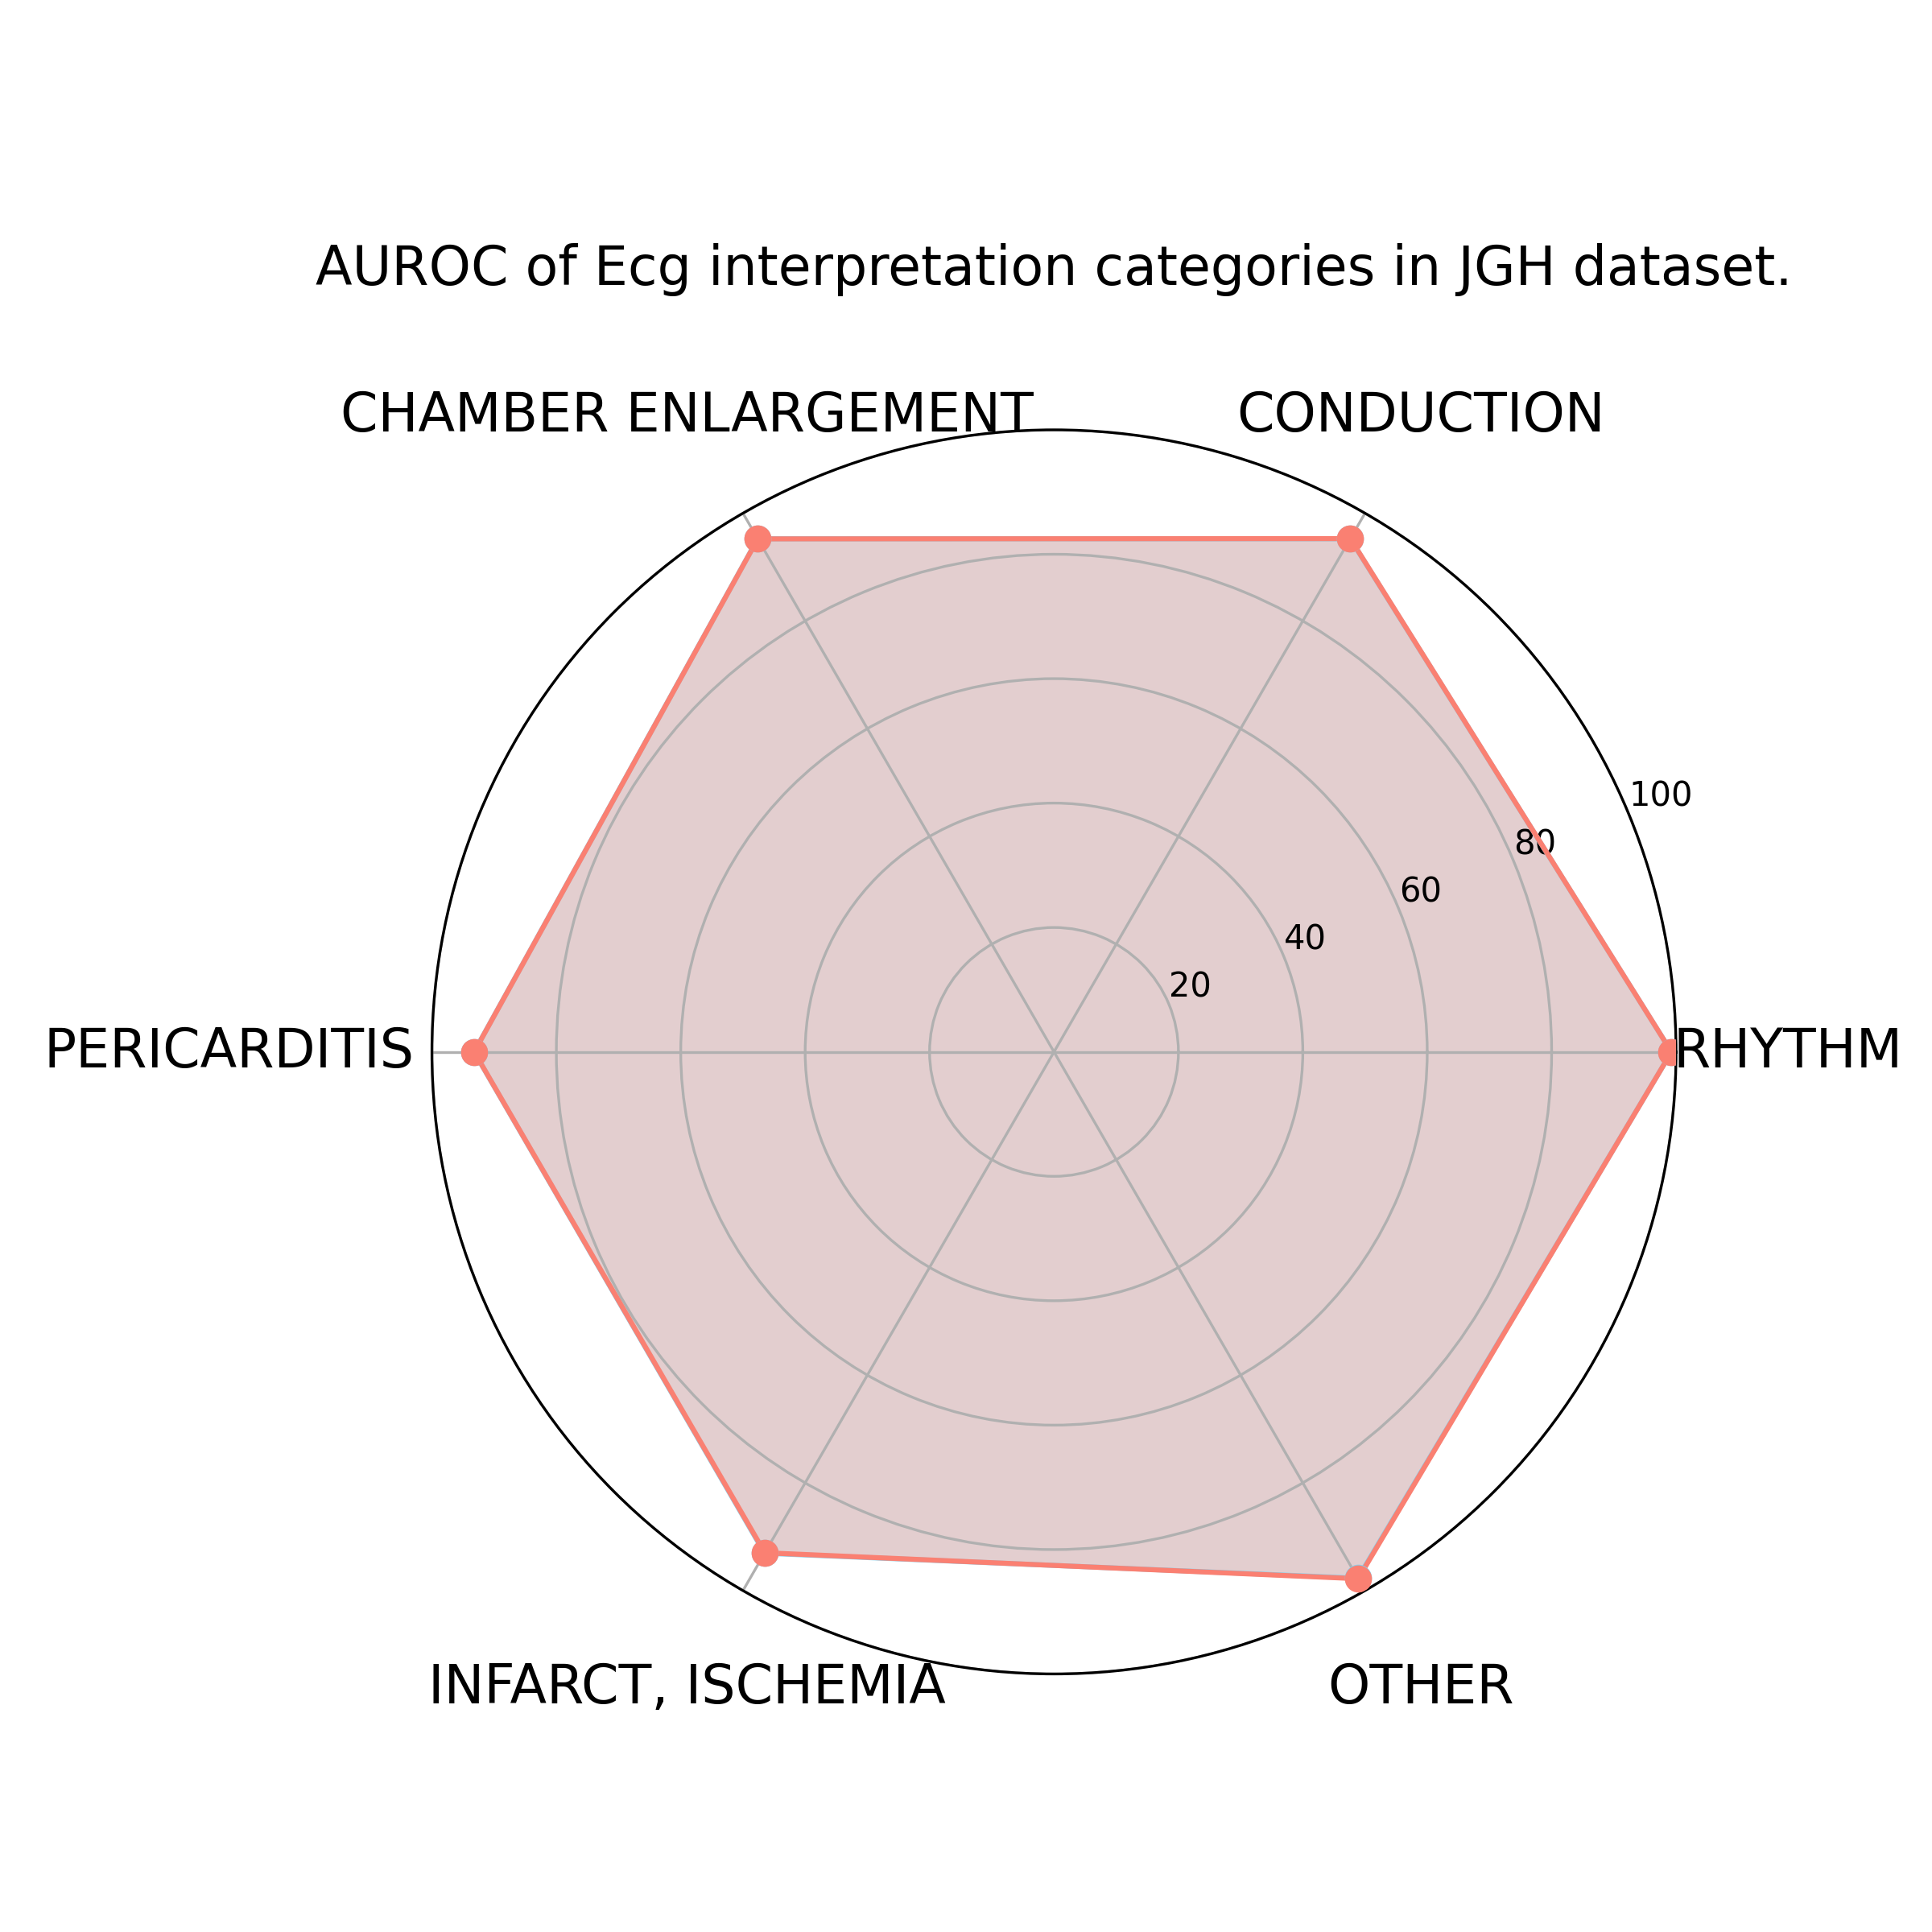 AUROC of Ecg interpretation categories in JGH dataset.
CHAMBER ENLARGEMENT
CONDUCTION
100
80
60
40
20
PERICARDITIS
RHYTHM
INFARCT, ISCHEMIA
OTHER